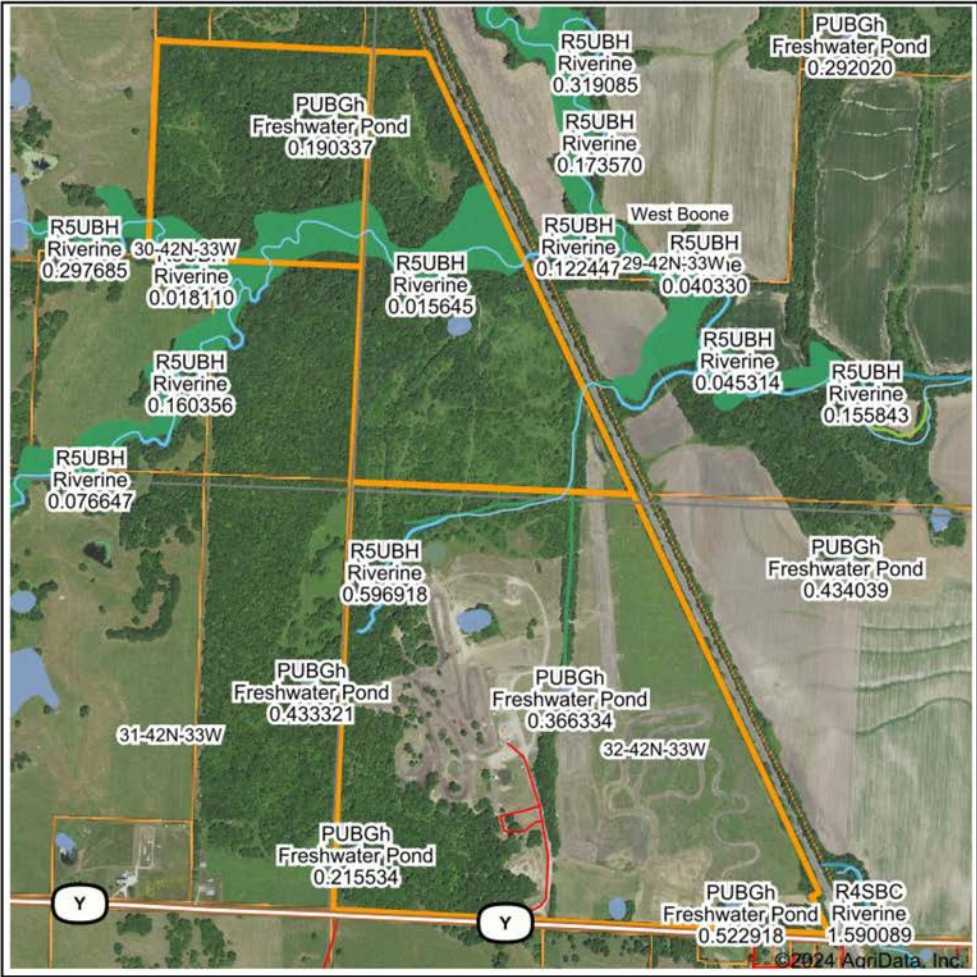 PUBGh
Freshwater Pond
0.292020
R5UBH
Riverine
0.319085
PUBGh
Freshwater Pond
0.190337
R5UBH
Riverine
0.173570
West Boone
R5UBH
Riverine
0.297685
30-42N-33W
Riverine
0.018110
R5UBH
Riverine
0.015645
R5UBH
Riverine
0.122447
29-42N-33W
R5UBH
0.040330
R5UBH
Riverine
0.160356
R5UBH
Riverine
0.045314
R5UBH
Riverine
0.155843
R5UBH
Riverine
0.076647
R5UBH
Riverine
0.596918
PUBGh
Freshwater Pond
0.434039
PUBGh
Freshwater Pond
0.433321
PUBGh
Freshwater Pond
0.366334
31-42N-33W
32-42N-33W
PUBGh
Freshwater Pond
0.215534
Y
Y
PUBGh
Freshwater Pond
0.522918
R4SBC
Riverine
1.590089
©2024 AgriData, Inc.